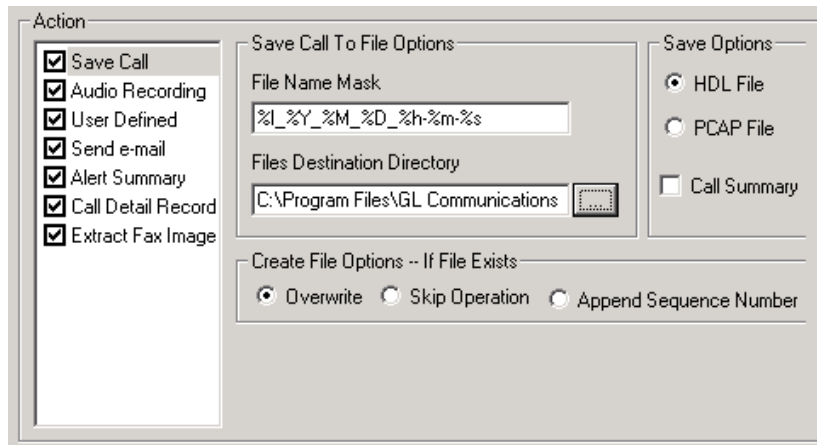 Action
Save Call
Audio Recording
User Defined
Send e-mail
Alert Summary
Call Detail Record
Extract Fax Image
Save Call To File Options
File Name Mask
%I_%Y_%M_%D_%h-%m-%s
Files Destination Directory
C:\Program Files\GL Communications
...
Save Options
HDL File
PCAP File
Call Summary
Create File Options -- If File Exists
Overwrite
Skip Operation
Append Sequence Number